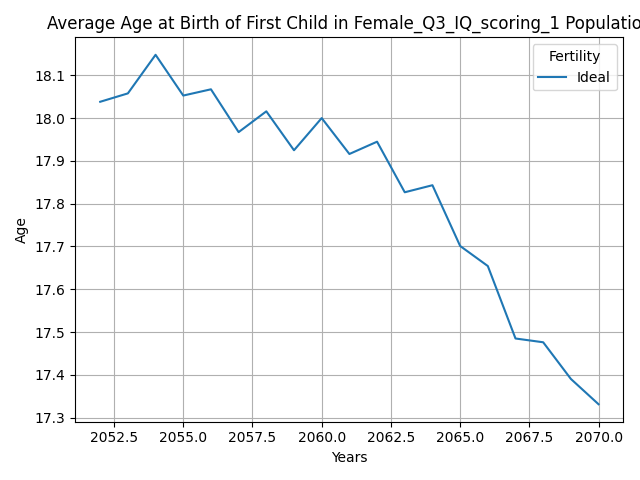 Average Age at Birth of First Child in Female_Q3_IQ_scoring_1 Populatio
Fertility
Ideal
18.1
18.0
17.9
17.8
17.7
17.6
17.5
17.4
17.3
Age
2052.5 2055.0 2057.5 2060.0 2062.5 2065.0 2067.5 2070.0
Years